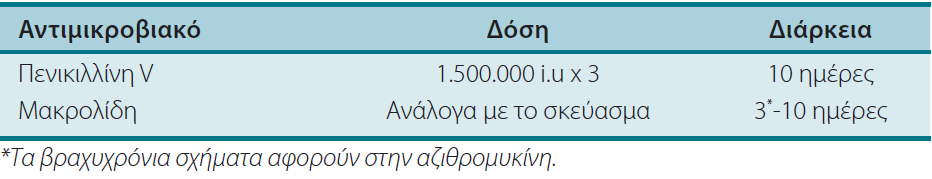 Αντιμικροβιακό Δόση Διάρκεια
Πενικιλλίνη V 1.500.000 i.u x 3 10 ημέρες
Μακρολίδη Ανάλογα με το σκεύασμα 3*-10 ημέρες
*Τα βραχυχρόνια σχήματα αφορούν στην αζιθρομυκίνη.